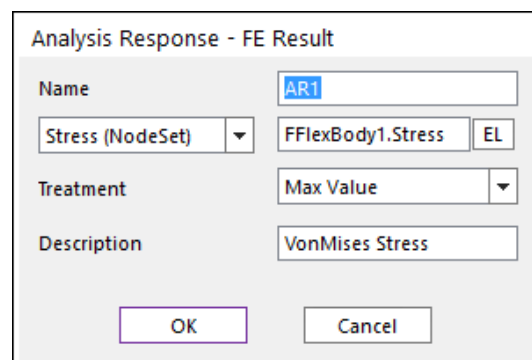 Analysis Response - FE Result
Name AR1
Stress (NodeSet) FFlexBody1.Stress EL
Treatment Max Value
Description VonMises Stress
OK Cancel